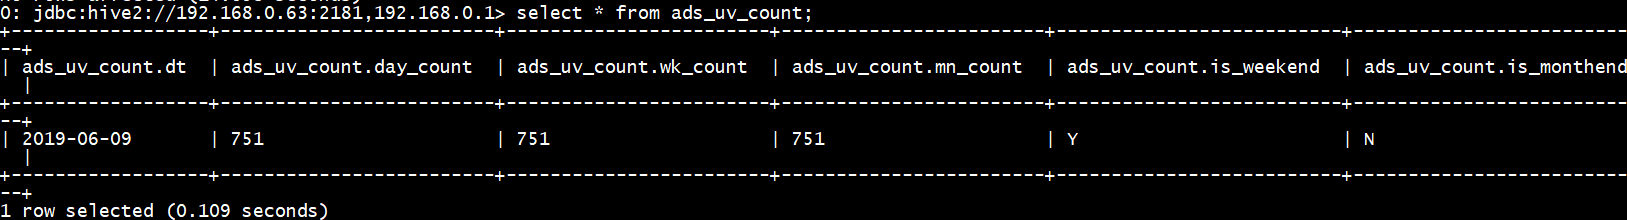 0: jdbc:hive2://192.168.0.63:2181,192.168.0.1> select * from ads_uv_count;
+------------------+-------------------------+------------------------+------------------------+--------------------------+-------------------------
--+
| ads_uv_count.dt  | ads_uv_count.day_count  | ads_uv_count.wk_count  | ads_uv_count.mn_count  | ads_uv_count.is_weekend  | ads_uv_count.is_monthend
  |
+------------------+-------------------------+------------------------+------------------------+--------------------------+-------------------------
--+
| 2019-06-09       | 751                     | 751                    | 751                    | Y                        | N
  |
+------------------+-------------------------+------------------------+------------------------+--------------------------+-------------------------
--+
1 row selected (0.109 seconds)